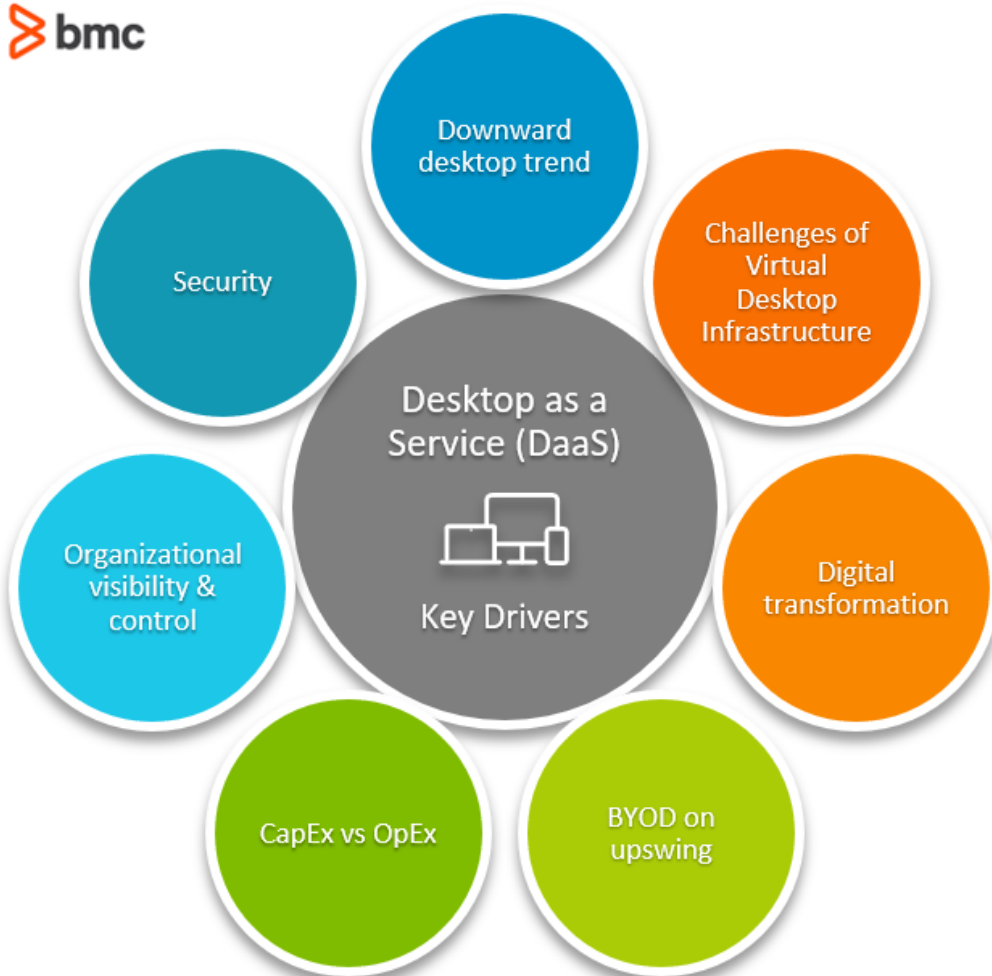 bmc
Downward
desktop trend
Challenges of
Virtual
Desktop
Infrastructure
Security
Desktop as a
Service (DaaS)
Key Drivers
Organizational
visibility &
control
Digital
transformation
CapEx vs OpEx
BYOD on
upswing